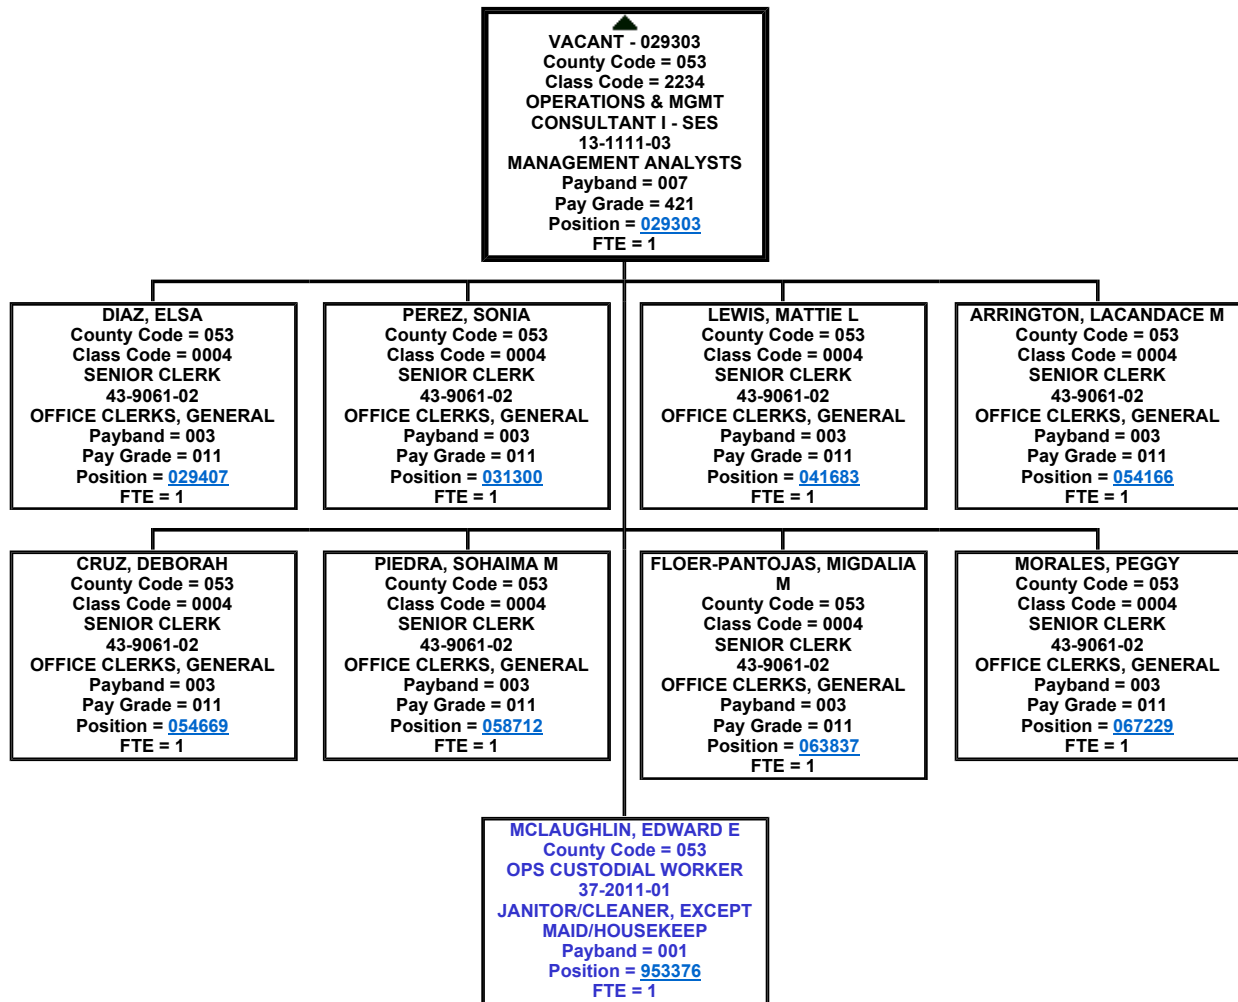 VACANT - 029303
County Code = 053
Class Code = 2234
OPERATIONS & MGMT
CONSULTANT I - SES
13-1111-03
MANAGEMENT ANALYSTS
Payband = 007
Pay Grade = 421
Position = 029303
FTE = 1
DIAZ, ELSA
County Code = 053
Class Code = 0004
SENIOR CLERK
43-9061-02
OFFICE CLERKS, GENERAL
Payband = 003
Pay Grade = 011
Position = 029407
FTE = 1
PEREZ, SONIA
County Code = 053
Class Code = 0004
SENIOR CLERK
43-9061-02
OFFICE CLERKS, GENERAL
Payband = 003
Pay Grade = 011
Position = 031300
FTE = 1
LEWIS, MATTIE L
County Code = 053
Class Code = 0004
SENIOR CLERK
43-9061-02
OFFICE CLERKS, GENERAL
Payband = 003
Pay Grade = 011
Position = 041683
FTE = 1
ARRINGTON, LACANDACE M
County Code = 053
Class Code = 0004
SENIOR CLERK
43-9061-02
OFFICE CLERKS, GENERAL
Payband = 003
Pay Grade = 011
Position = 054166
FTE = 1
CRUZ, DEBORAH
County Code = 053
Class Code = 0004
SENIOR CLERK
43-9061-02
OFFICE CLERKS, GENERAL
Payband = 003
Pay Grade = 011
Position = 054669
FTE = 1
PIEDRA, SOHAIMA M
County Code = 053
Class Code = 0004
SENIOR CLERK
43-9061-02
OFFICE CLERKS, GENERAL
Payband = 003
Pay Grade = 011
Position = 058712
FTE = 1
FLOER-PANTOJAS, MIGDALIA
M
County Code = 053
Class Code = 0004
SENIOR CLERK
43-9061-02
OFFICE CLERKS, GENERAL
Payband = 003
Pay Grade = 011
Position = 063837
FTE = 1
MORALES, PEGGY
County Code = 053
Class Code = 0004
SENIOR CLERK
43-9061-02
OFFICE CLERKS, GENERAL
Payband = 003
Pay Grade = 011
Position = 067229
FTE = 1
MCLAUGHLIN, EDWARD E
County Code = 053
OPS CUSTODIAL WORKER
37-2011-01
JANITOR/CLEANER, EXCEPT
MAID/HOUSEKEEP
Payband = 001
Position = 953376
FTE = 1